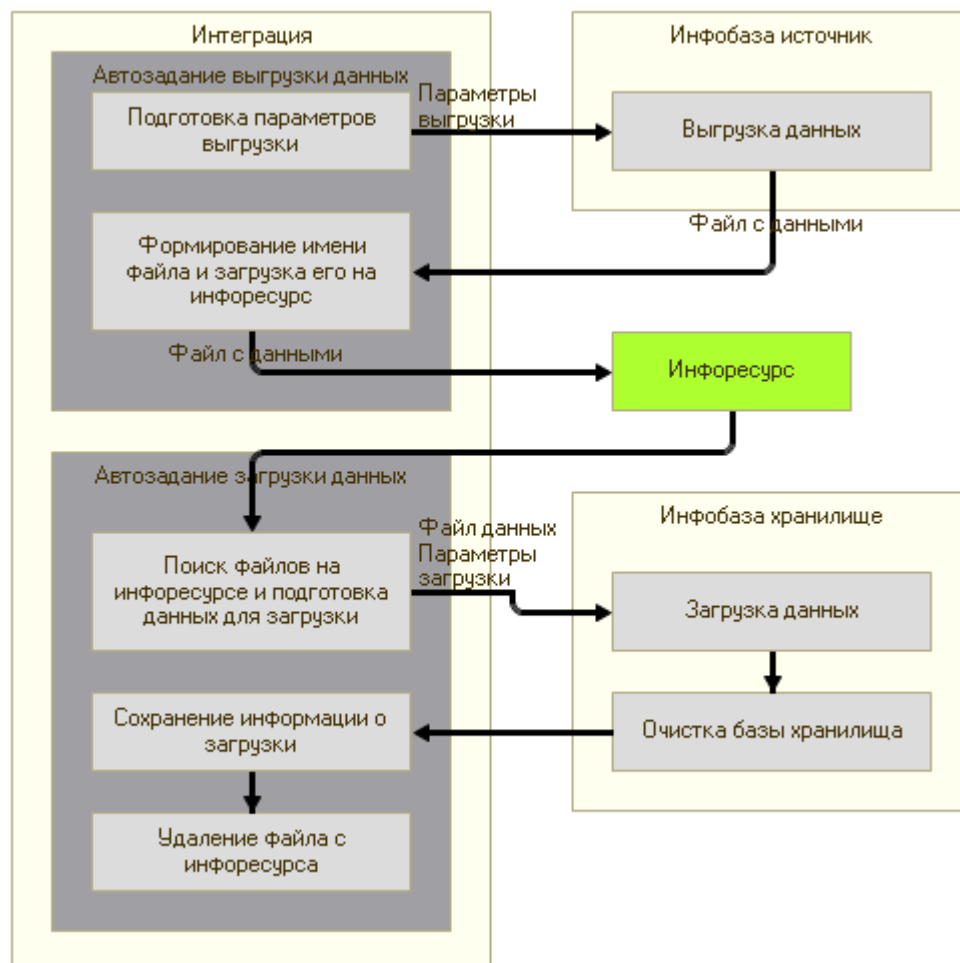 Интеграция
Автозадание выгрузки данных
Подготовка параметров
выгрузки
Параметры
выгрузки
Инфобаза источник
Выгрузка данных
Файл с данными
Формирование имени
файла и загрузка его на
инфоресурс
Файл с данными
Инфоресурс
Автозадание загрузки данных
Поиск файлов на
инфоресурсе и подготовка
данных для загрузки
Файл данных
Параметры
загрузки
Инфобаза хранилище
Загрузка данных
Очистка базы хранилища
Сохранение информации о
загрузки
Удаление файла с
инфоресурса